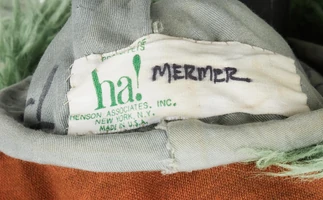 ha! MERMER
HENSON ASSOCIATES, INC.
NEW YORK, N.Y.
MADE IN U.S.A.